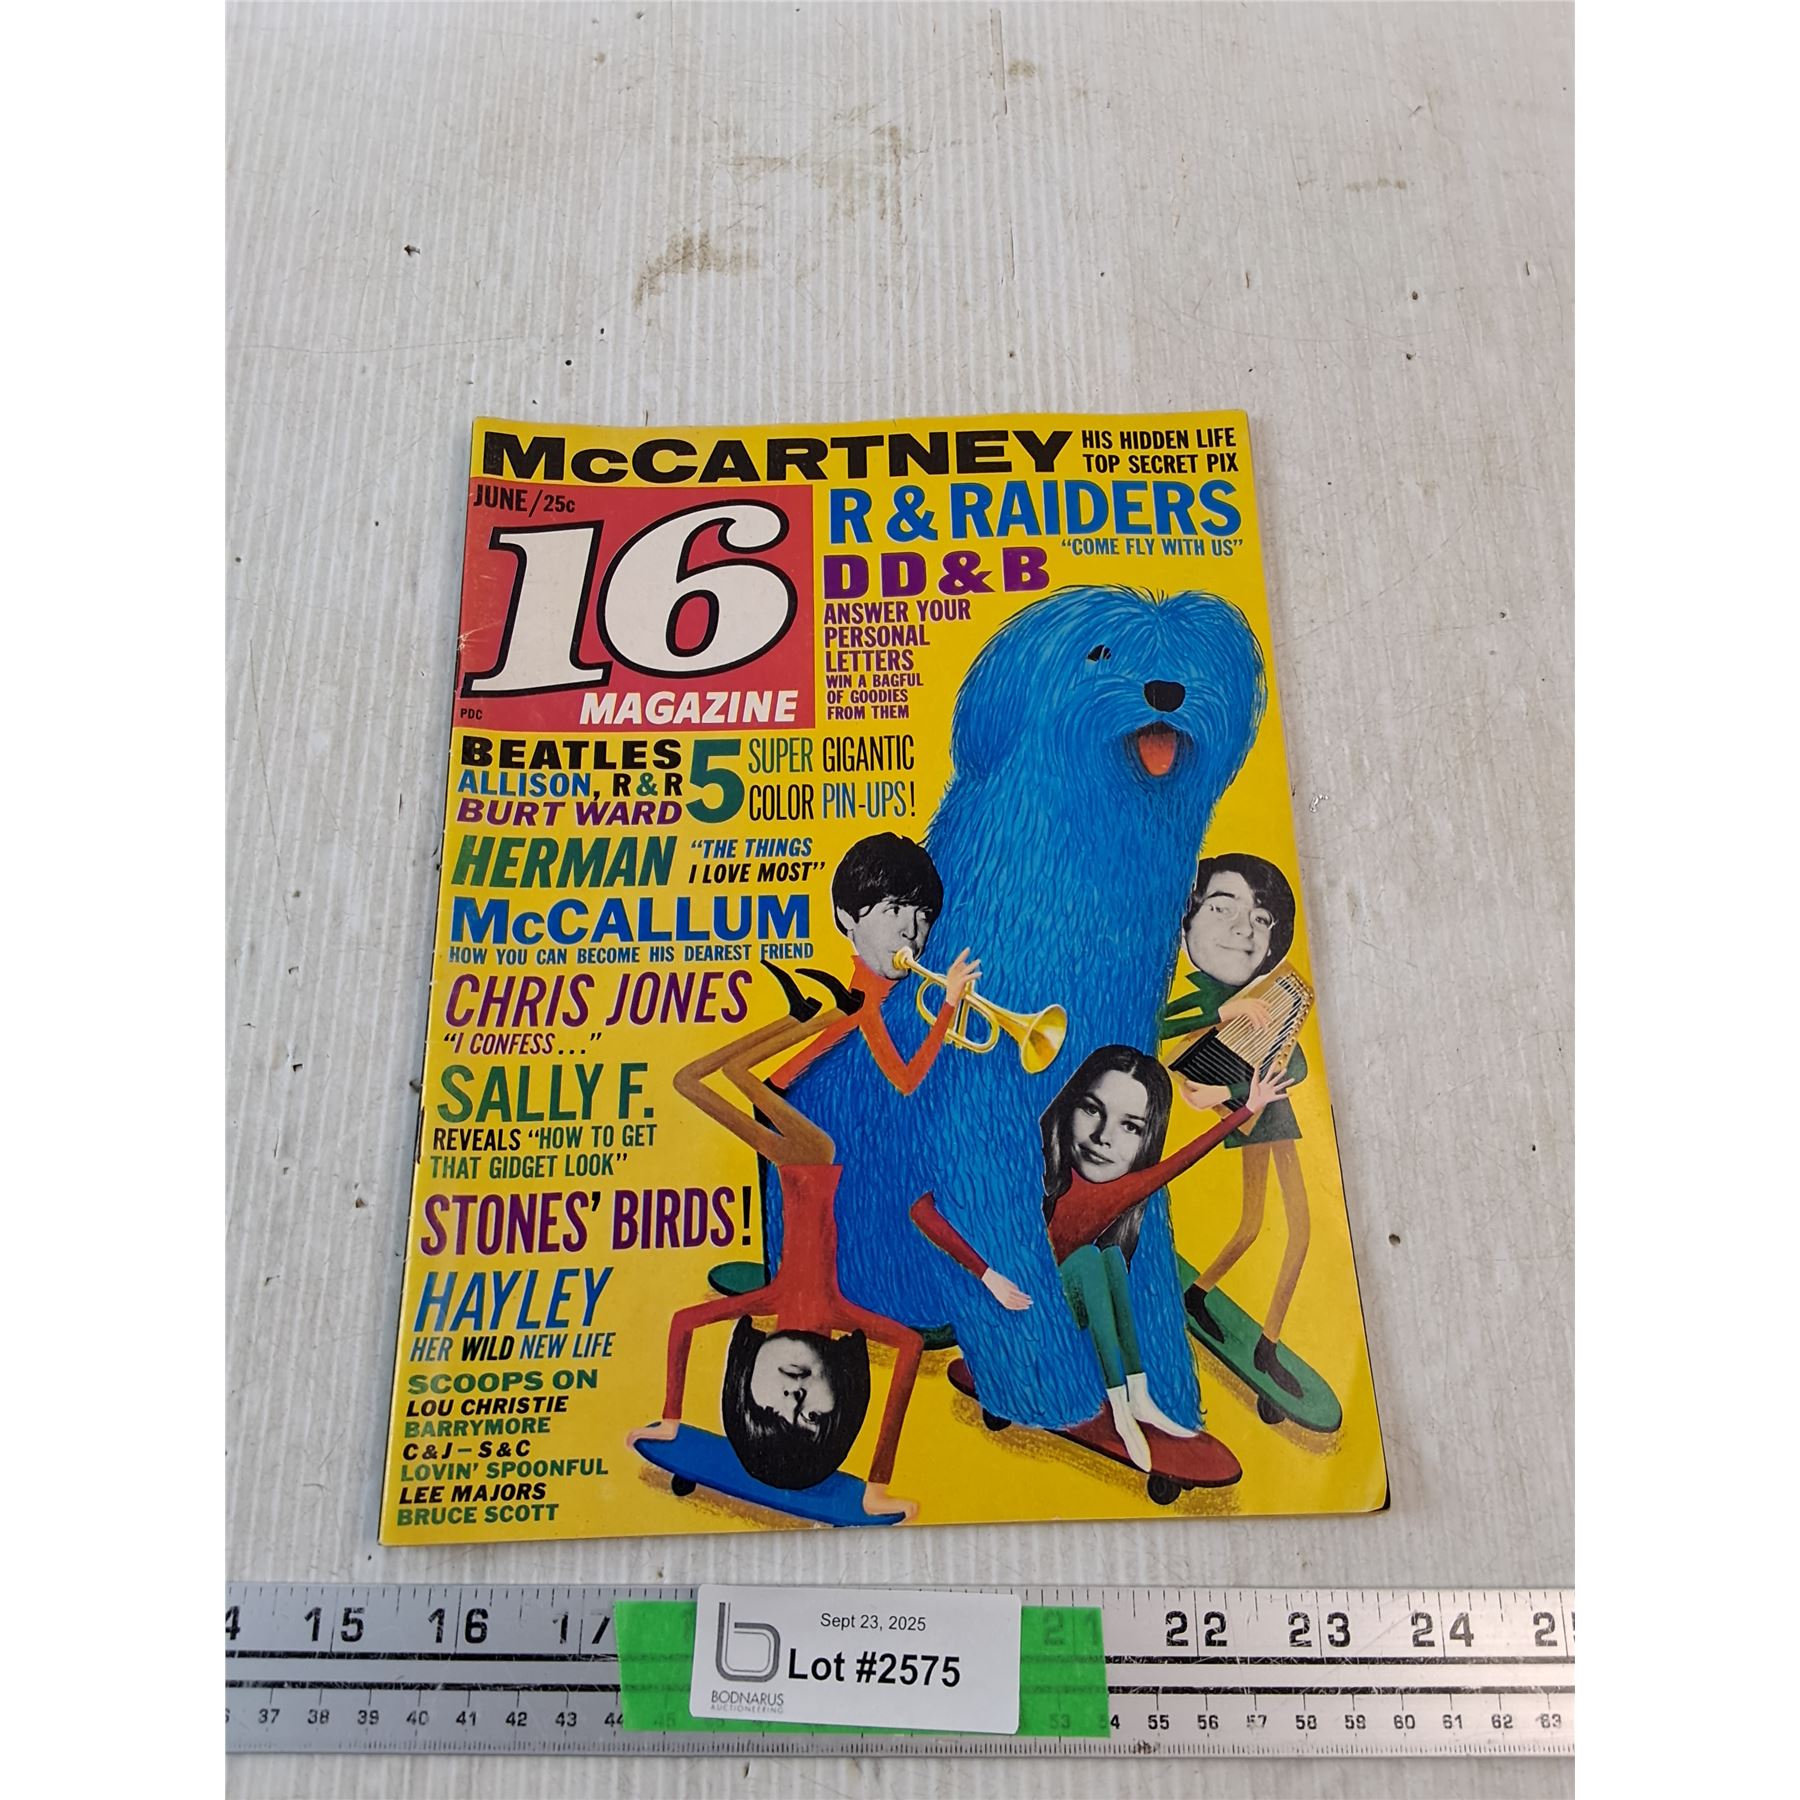 McCARTNEY HIS HIDDEN LIFE
TOP SECRET PIX
JUNE/25c
16
MAGAZINE
PDC
R & RAIDERS
"COME FLY WITH US"
DD&B
ANSWER YOUR
PERSONAL
LETTERS
WIN A BAGFUL
OF GOODIES
FROM THEM
BEATLES
ALLISON, R&R
BURT WARD
5 SUPER GIGANTIC
COLOR PIN-UPS!
HERMAN "THE THINGS
I LOVE MOST"
McCALLUM
HOW YOU CAN BECOME HIS DEAREST FRIEND
CHRIS JONES
"I CONFESS..."
SALLY F.
REVEALS "HOW TO GET
THAT GIDGET LOOK"
STONES' BIRDS!
HAYLEY
HER WILD NEW LIFE
SCOOPS ON
LOU CHRISTIE
BARRYMORE
C&J–S&C
LOVIN' SPOONFUL
LEE MAJORS
BRUCE SCOTT
15 16 17 21 22 23 24
Sept 23, 2025
Lot #2575
BODNARUS
AUCTIONEERING
37 38 39 40 41 42 43 44 45 53 54 55 56 57 58 59 60 61 62 63